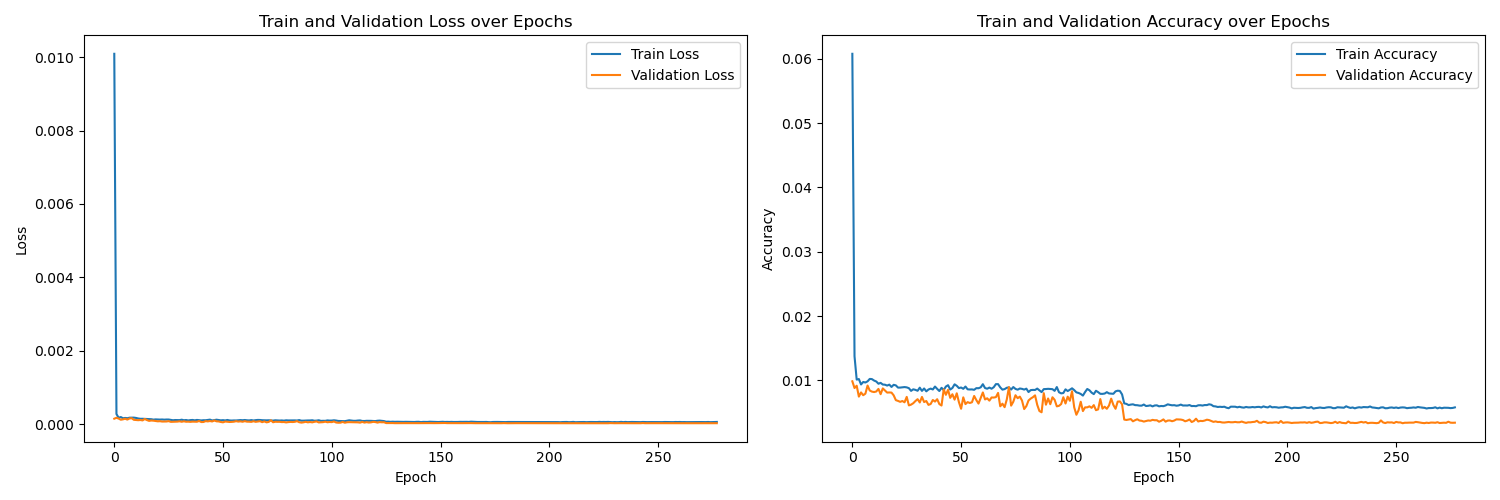 Train and Validation Loss over Epochs
Train Loss
Validation Loss
0.010
0.008
0.006
0.004
0.002
0.000
Loss
0 50 100 150 200 250
Epoch
Train and Validation Accuracy over Epochs
Train Accuracy
Validation Accuracy
0.06
0.05
0.04
0.03
0.02
0.01
Accuracy
0 50 100 150 200 250
Epoch